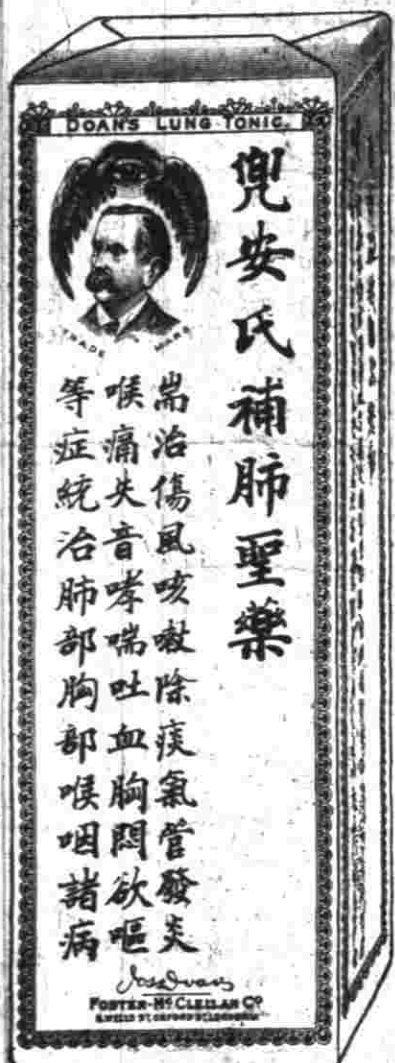 DOAN'S LUNG TONIC.
兜安氏補肺聖藥
TRADE MARK
耑治傷風咳嗽除痰氣管發炎
喉痛失音哮喘吐血胸悶欲嘔
等症統治肺部胸部喉咽諸病
FOSTER-McCLELLAN Co